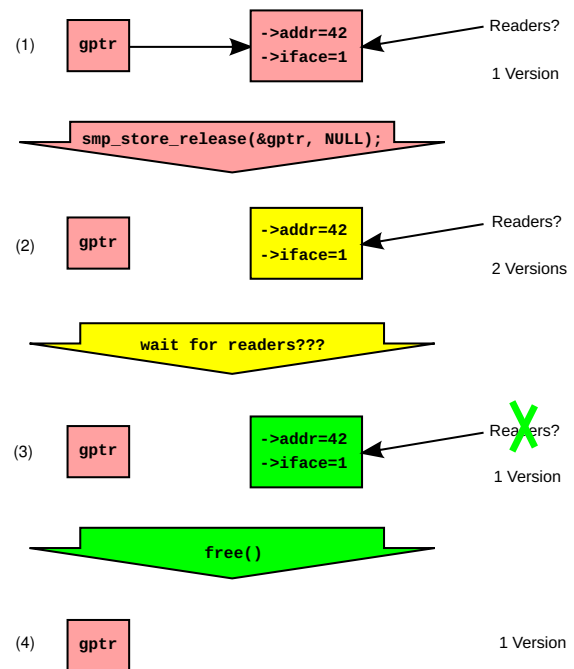 (1)
gptr
->addr=42
->iface=1
Readers?
1 Version
smp_store_release(&gptr, NULL);
(2)
gptr
->addr=42
->iface=1
Readers?
2 Versions
wait for readers???
(3)
gptr
->addr=42
->iface=1
Readers?
1 Version
free()
(4)
gptr
1 Version